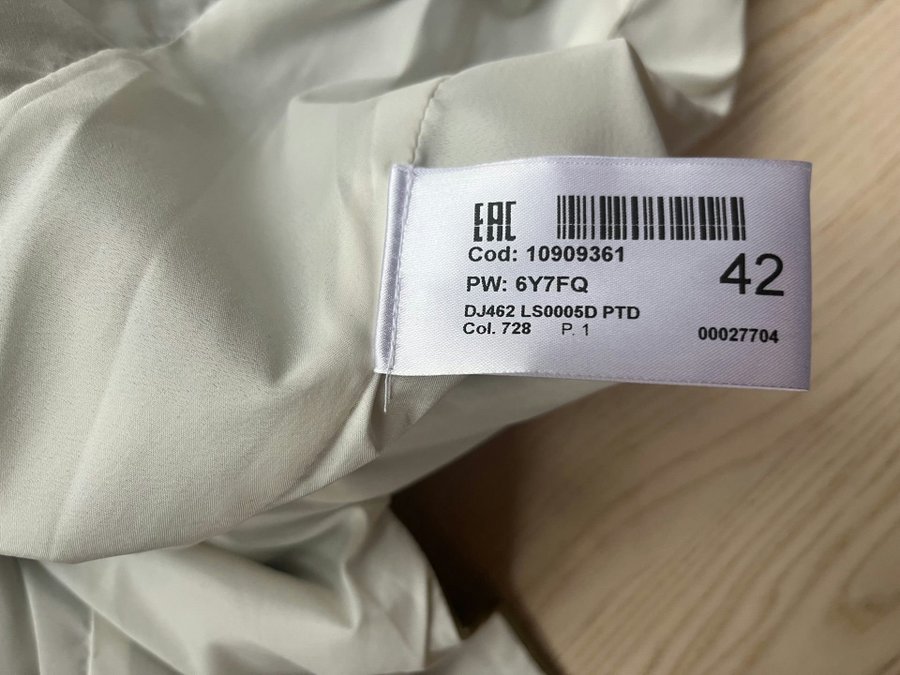 EAC
Cod: 10909361
PW: 6Y7FQ
42
DJ462 LS0005D PTD
Col. 728 P. 1
00027704